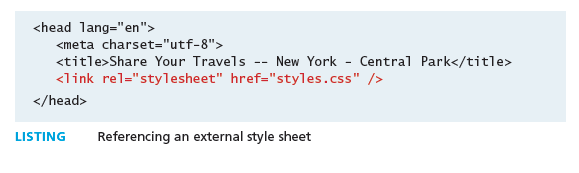 <head lang="en">
<meta charset="utf-8">
<title>Share Your Travels -- New York - Central Park</title>
<link rel="stylesheet" href="styles.css" />
</head>
LISTING Referencing an external style sheet